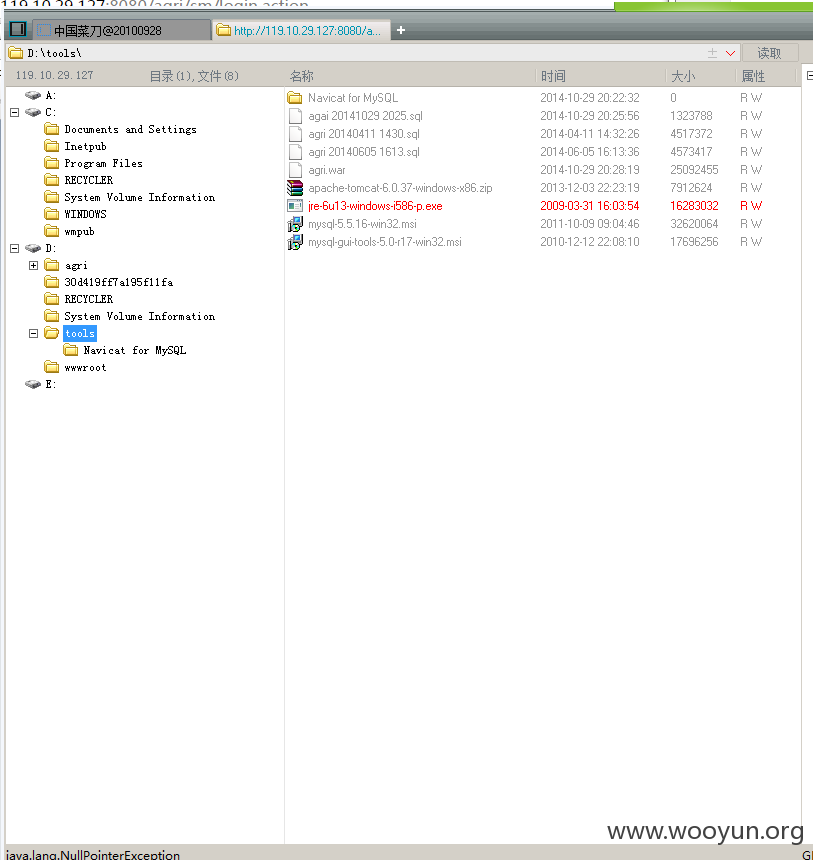 119.10.29.127:8080/agri/sm/login.action
中国菜刀@20100928 http://119.10.29.127:8080/a... +
D:\tools\ 读取
119.10.29.127 目录(1),文件(8) 名称 时间 大小 属性
A:
C:
Documents and Settings
Inetpub
Program Files
RECYCLER
System Volume Information
WINDOWS
wmpub
D:
agri
30d419ff7a195f11fa
RECYCLER
System Volume Information
tools
Navicat for MySQL
wwwroot
E:
Navicat for MySQL 2014-10-29 20:22:32 0 R W
agai 20141029 2025.sql 2014-10-29 20:25:56 1323788 R W
agri 20140411 1430.sql 2014-04-11 14:32:26 4517372 R W
agri 20140605 1613.sql 2014-06-05 16:13:36 4573417 R W
agri.war 2014-10-29 20:28:19 25092455 R W
apache-tomcat-6.0.37-windows-x86.zip 2013-12-03 22:23:19 7912624 R W
jre-6u13-windows-i586-p.exe 2009-03-31 16:03:54 16283032 R W
mysql-5.5.16-win32.msi 2011-10-09 09:04:46 32620064 R W
mysql-gui-tools-5.0-r17-win32.msi 2010-12-12 22:08:10 17696256 R W
www.wooyun.org
java.lang.NullPointerException